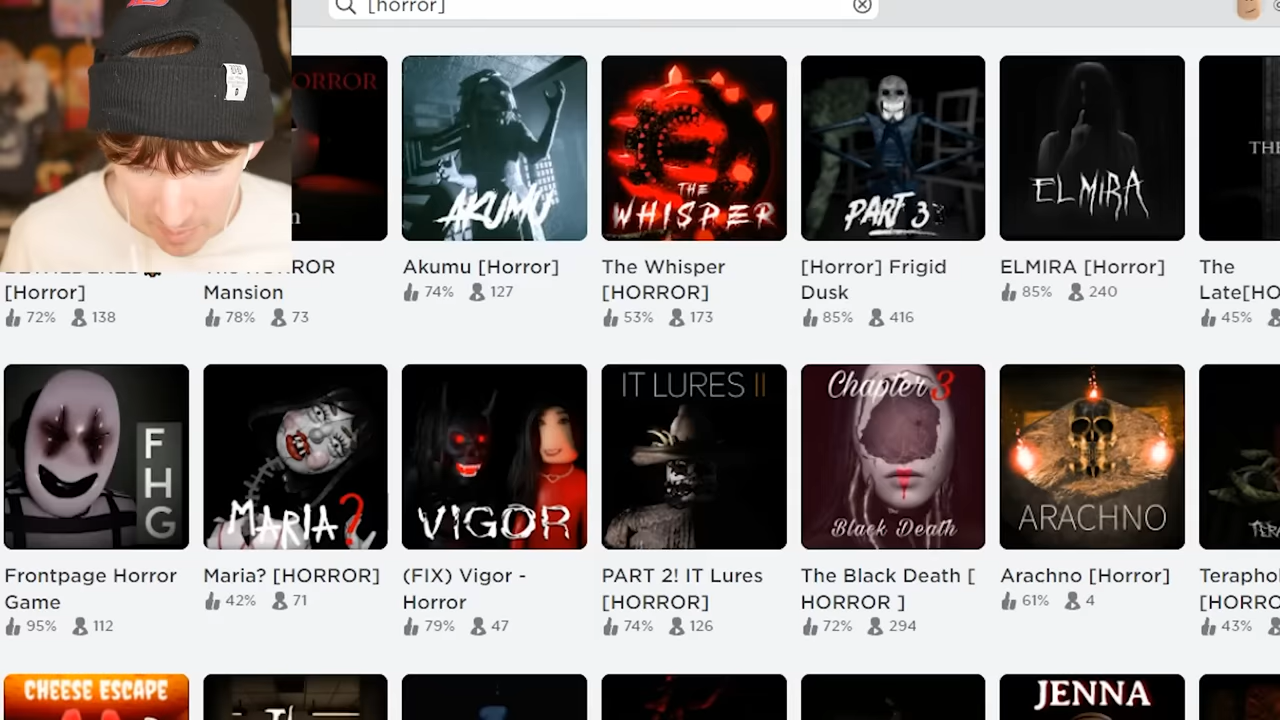 [horror]
ORROR
AKUMU
THE
WHISPER
PART 3
ELMIRA
THE
[Horror]
Mansion
Akumu [Horror]
The Whisper
[HORROR]
[Horror] Frigid
Dusk
ELMIRA [Horror]
The
Late[HO
72% 138
78% 73
74% 127
53% 173
85% 416
85% 240
45%
F
H
G
MARIA?
VIGOR
IT LURES II
Chapter 3
Black Death
ARACHNO
Frontpage Horror
Game
Maria? [HORROR]
(FIX) Vigor -
Horror
PART 2! IT Lures
[HORROR]
The Black Death [
HORROR ]
Arachno [Horror]
Terapho
[HORRO
95% 112
42% 71
79% 47
74% 126
72% 294
61% 4
43%
CHEESE ESCAPE
JENNA